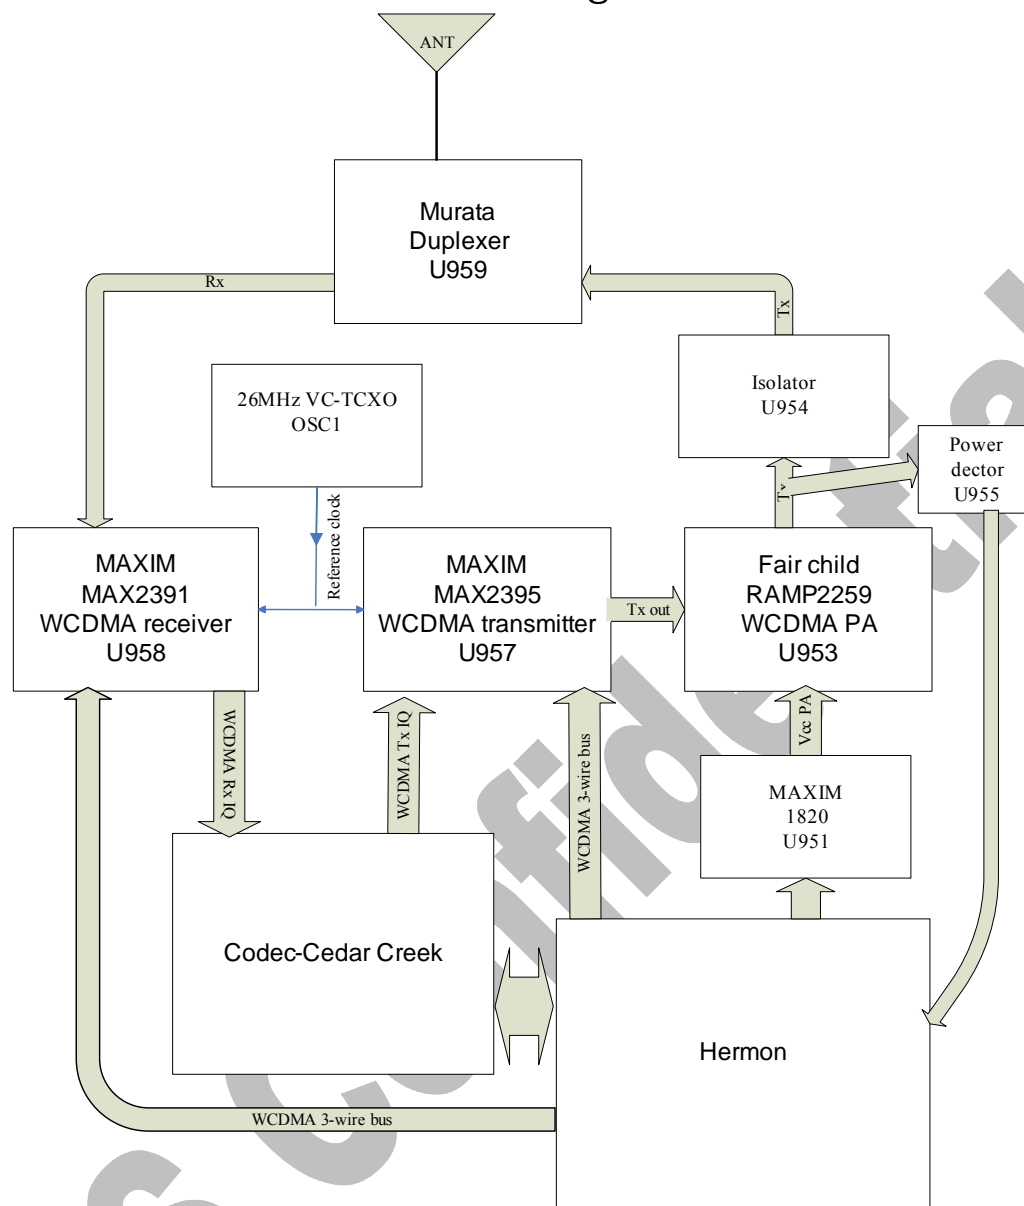 ANT
Murata
Duplexer
U959
Rx
Tx
Isolator
U954
26MHz VC-TCXO
OSC1
Power
dector
U955
Tx
Reference clock
MAXIM
MAX2391
WCDMA receiver
U958
MAXIM
MAX2395
WCDMA transmitter
U957
Tx out
Fair child
RAMP2259
WCDMA PA
U953
WCDMA Rx IQ
WCDMA Tx IQ
WCDMA 3-wire bus
Vcc PA
MAXIM
1820
U951
Codec-Cedar Creek
Hermon
WCDMA 3-wire bus